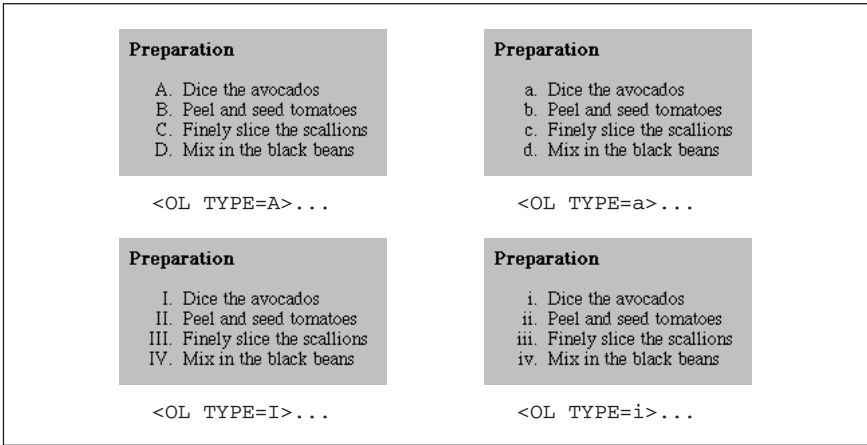 Preparation
A. Dice the avocados
B. Peel and seed tomatoes
C. Finely slice the scallions
D. Mix in the black beans
<OL TYPE=A>...
Preparation
a. Dice the avocados
b. Peel and seed tomatoes
c. Finely slice the scallions
d. Mix in the black beans
<OL TYPE=a>...
Preparation
I. Dice the avocados
II. Peel and seed tomatoes
III. Finely slice the scallions
IV. Mix in the black beans
<OL TYPE=I>...
Preparation
i. Dice the avocados
ii. Peel and seed tomatoes
iii. Finely slice the scallions
iv. Mix in the black beans
<OL TYPE=i>...